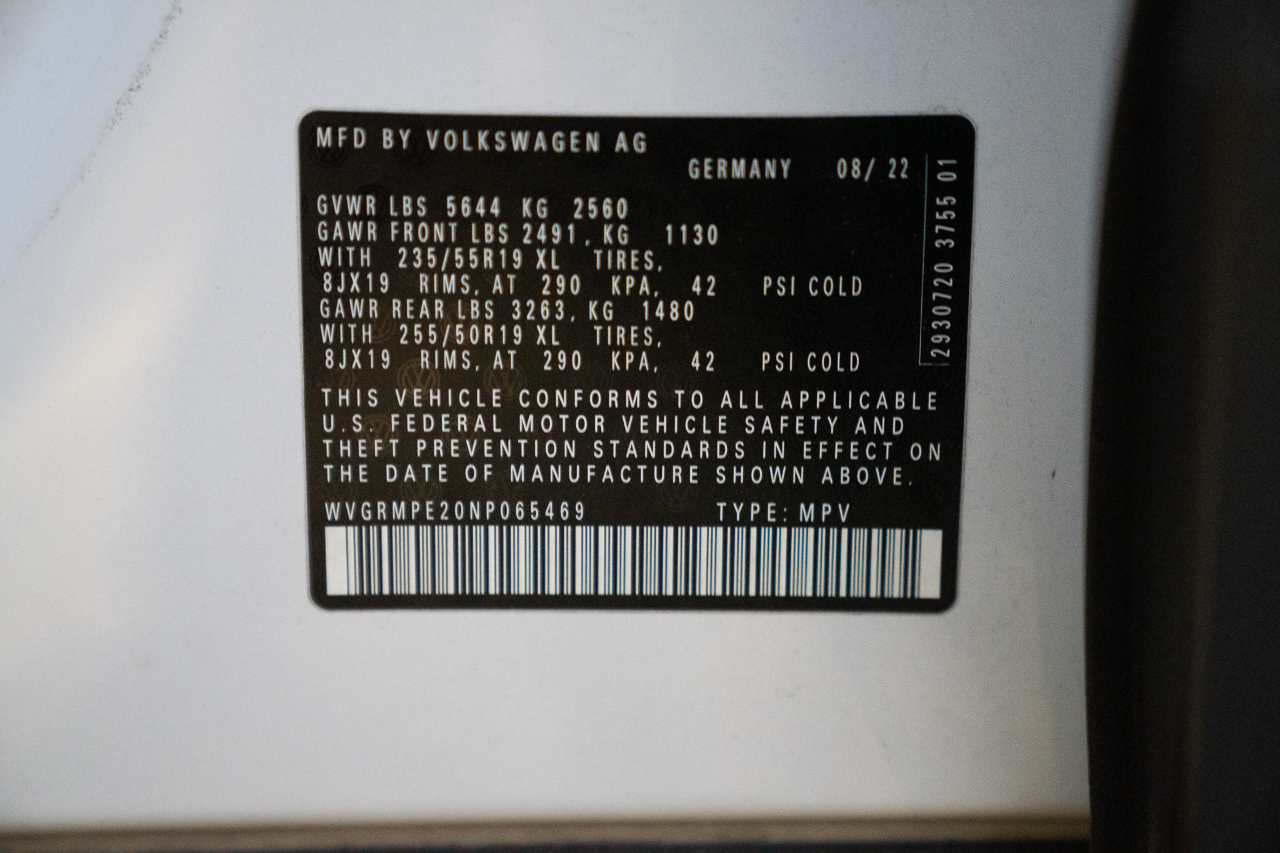 MFD BY VOLKSWAGEN AG
GERMANY 08/ 22
GVWR LBS 5644 KG 2560
GAWR FRONT LBS 2491, KG 1130
WITH 235/55R19 XL TIRES,
8JX19 RIMS, AT 290 KPA, 42 PSI COLD
GAWR REAR LBS 3263, KG 1480
WITH 255/50R19 XL TIRES,
8JX19 RIMS, AT 290 KPA, 42 PSI COLD
THIS VEHICLE CONFORMS TO ALL APPLICABLE
U.S. FEDERAL MOTOR VEHICLE SAFETY AND
THEFT PREVENTION STANDARDS IN EFFECT ON
THE DATE OF MANUFACTURE SHOWN ABOVE.
WVGRMPE20NP065469 TYPE: MPV
2930720 3755 01